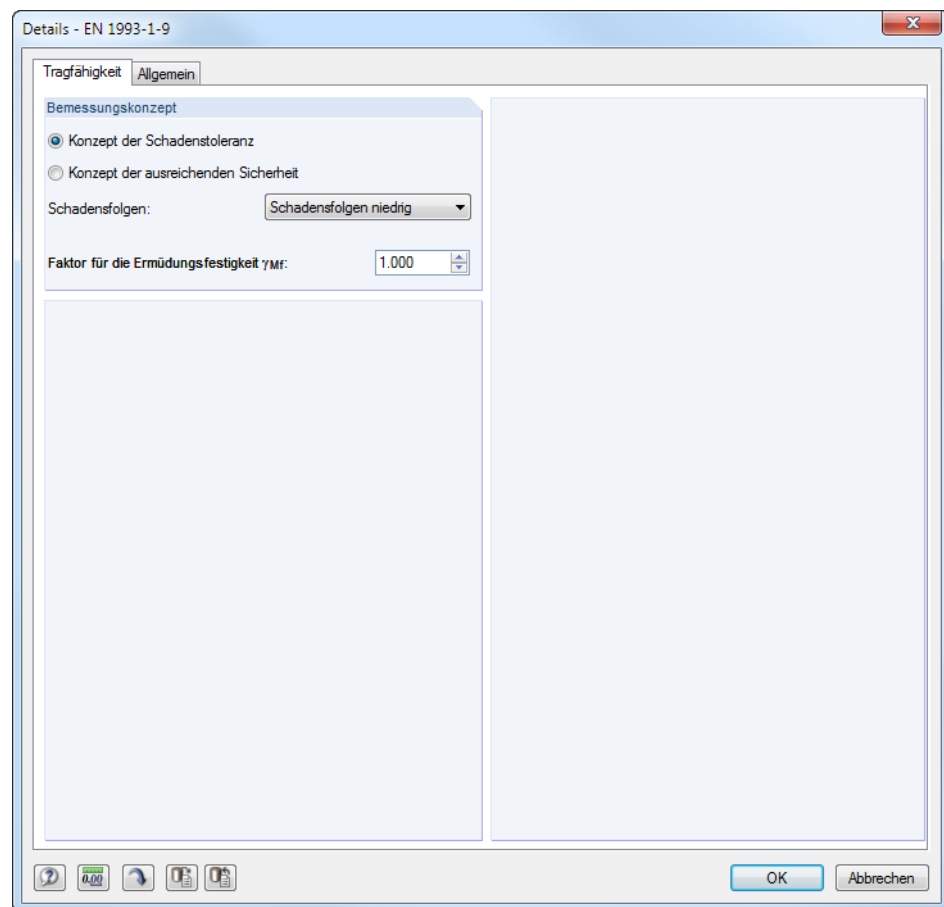 Details - EN 1993-1-9
Tragfähigkeit Allgemein
Bemessungskonzept
Konzept der Schadenstoleranz
Konzept der ausreichenden Sicherheit
Schadensfolgen: Schadensfolgen niedrig
Faktor für die Ermüdungsfestigkeit γMf: 1.000
0.00
OK Abbrechen